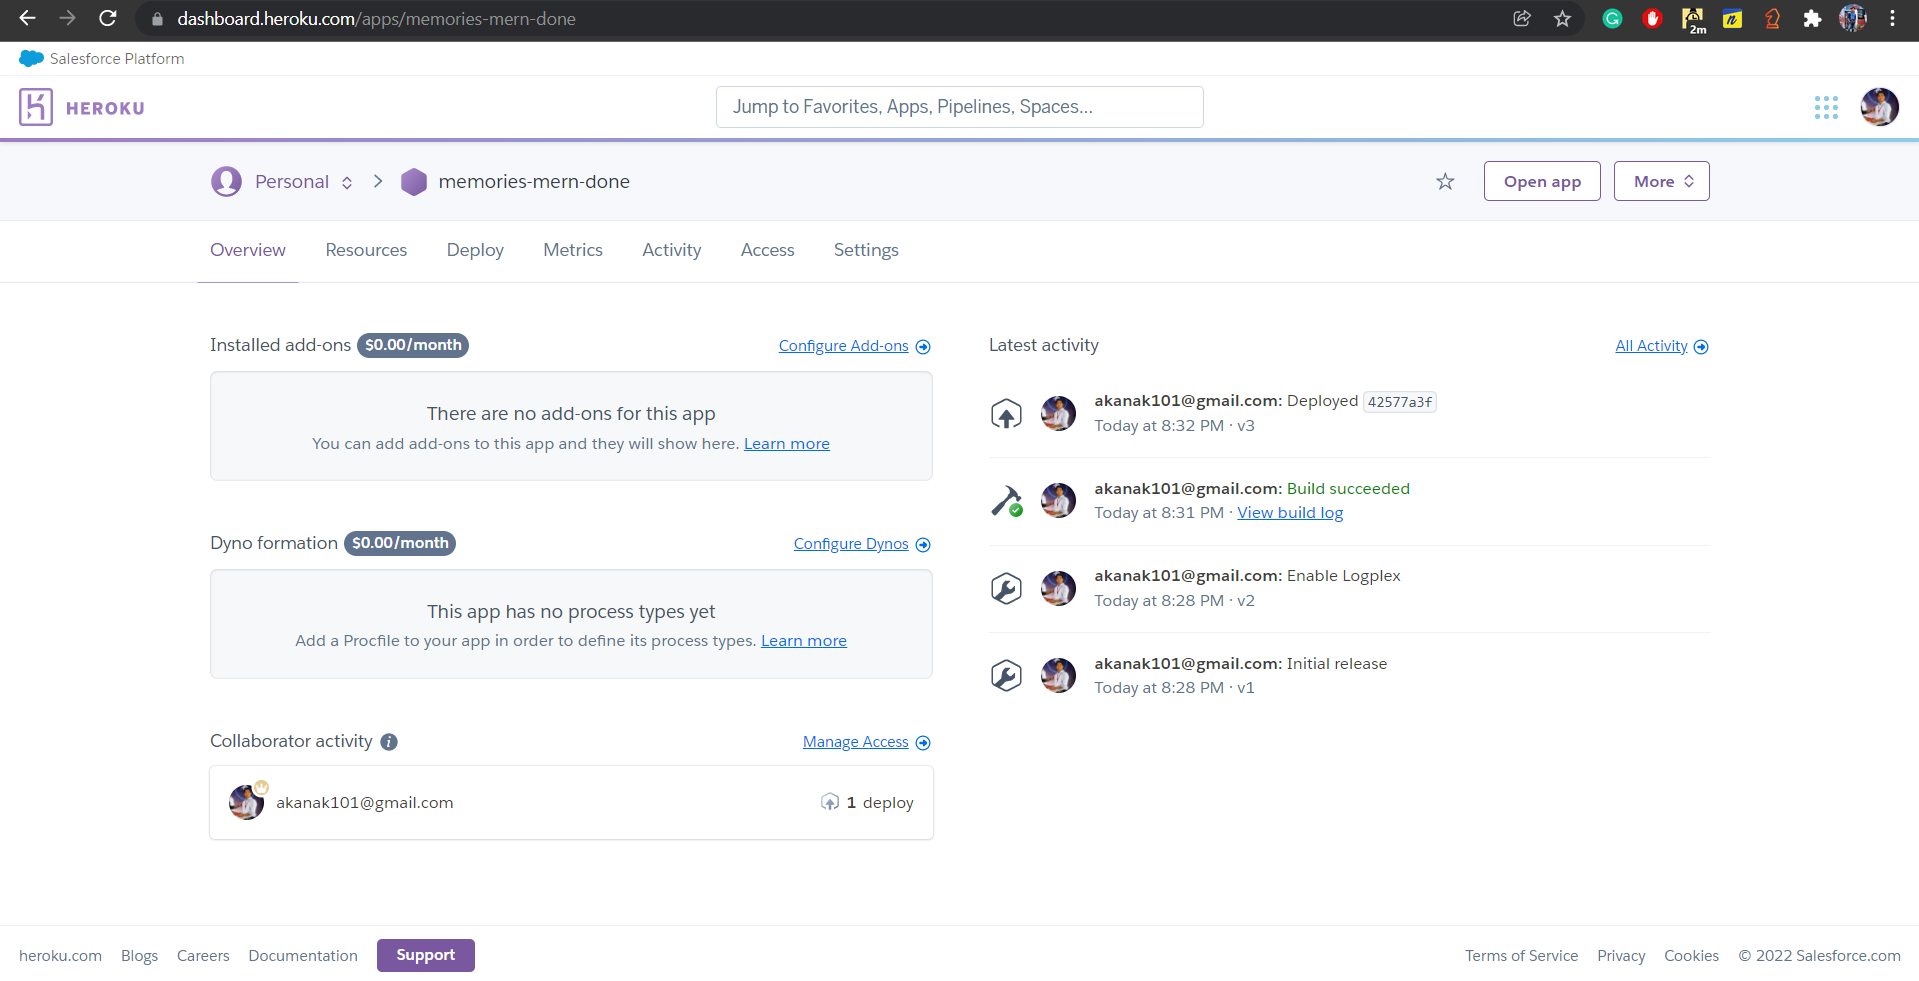 dashboard.heroku.com/apps/memories-mern-done
2m
Salesforce Platform
HEROKU
Jump to Favorites, Apps, Pipelines, Spaces...
Personal
memories-mern-done
Open app
More
Overview Resources Deploy Metrics Activity Access Settings
Installed add-ons $0.00/month Configure Add-ons
There are no add-ons for this app
You can add add-ons to this app and they will show here. Learn more
Dyno formation $0.00/month Configure Dynos
This app has no process types yet
Add a Procfile to your app in order to define its process types. Learn more
Collaborator activity Manage Access
akanak101@gmail.com 1 deploy
Latest activity All Activity
akanak101@gmail.com: Deployed 42577a3f
Today at 8:32 PM · v3
akanak101@gmail.com: Build succeeded
Today at 8:31 PM · View build log
akanak101@gmail.com: Enable Logplex
Today at 8:28 PM · v2
akanak101@gmail.com: Initial release
Today at 8:28 PM · v1
heroku.com Blogs Careers Documentation Support
Terms of Service Privacy Cookies © 2022 Salesforce.com